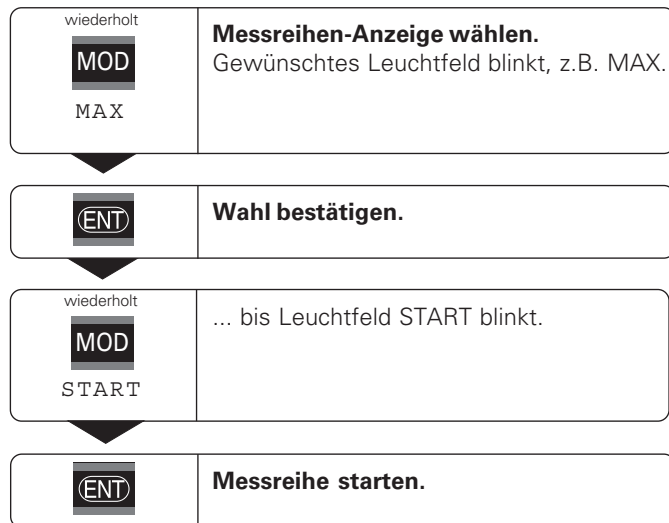 wiederholt
MOD
MAX
Messreihen-Anzeige wählen.
Gewünschtes Leuchtfeld blinkt, z.B. MAX.
ENT
Wahl bestätigen.
wiederholt
MOD
START
... bis Leuchtfeld START blinkt.
ENT
Messreihe starten.